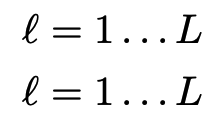 ℓ = 1 … L
ℓ = 1 … L